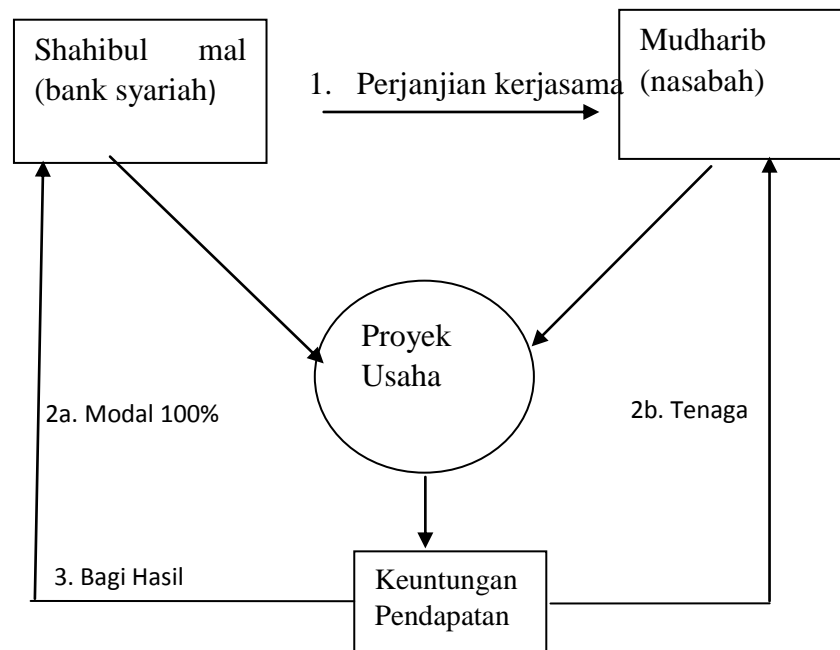 Shahibul mal
(bank syariah)
1. Perjanjian kerjasama
Mudharib
(nasabah)
Proyek
Usaha
2a. Modal 100%
2b. Tenaga
3. Bagi Hasil
Keuntungan
Pendapatan